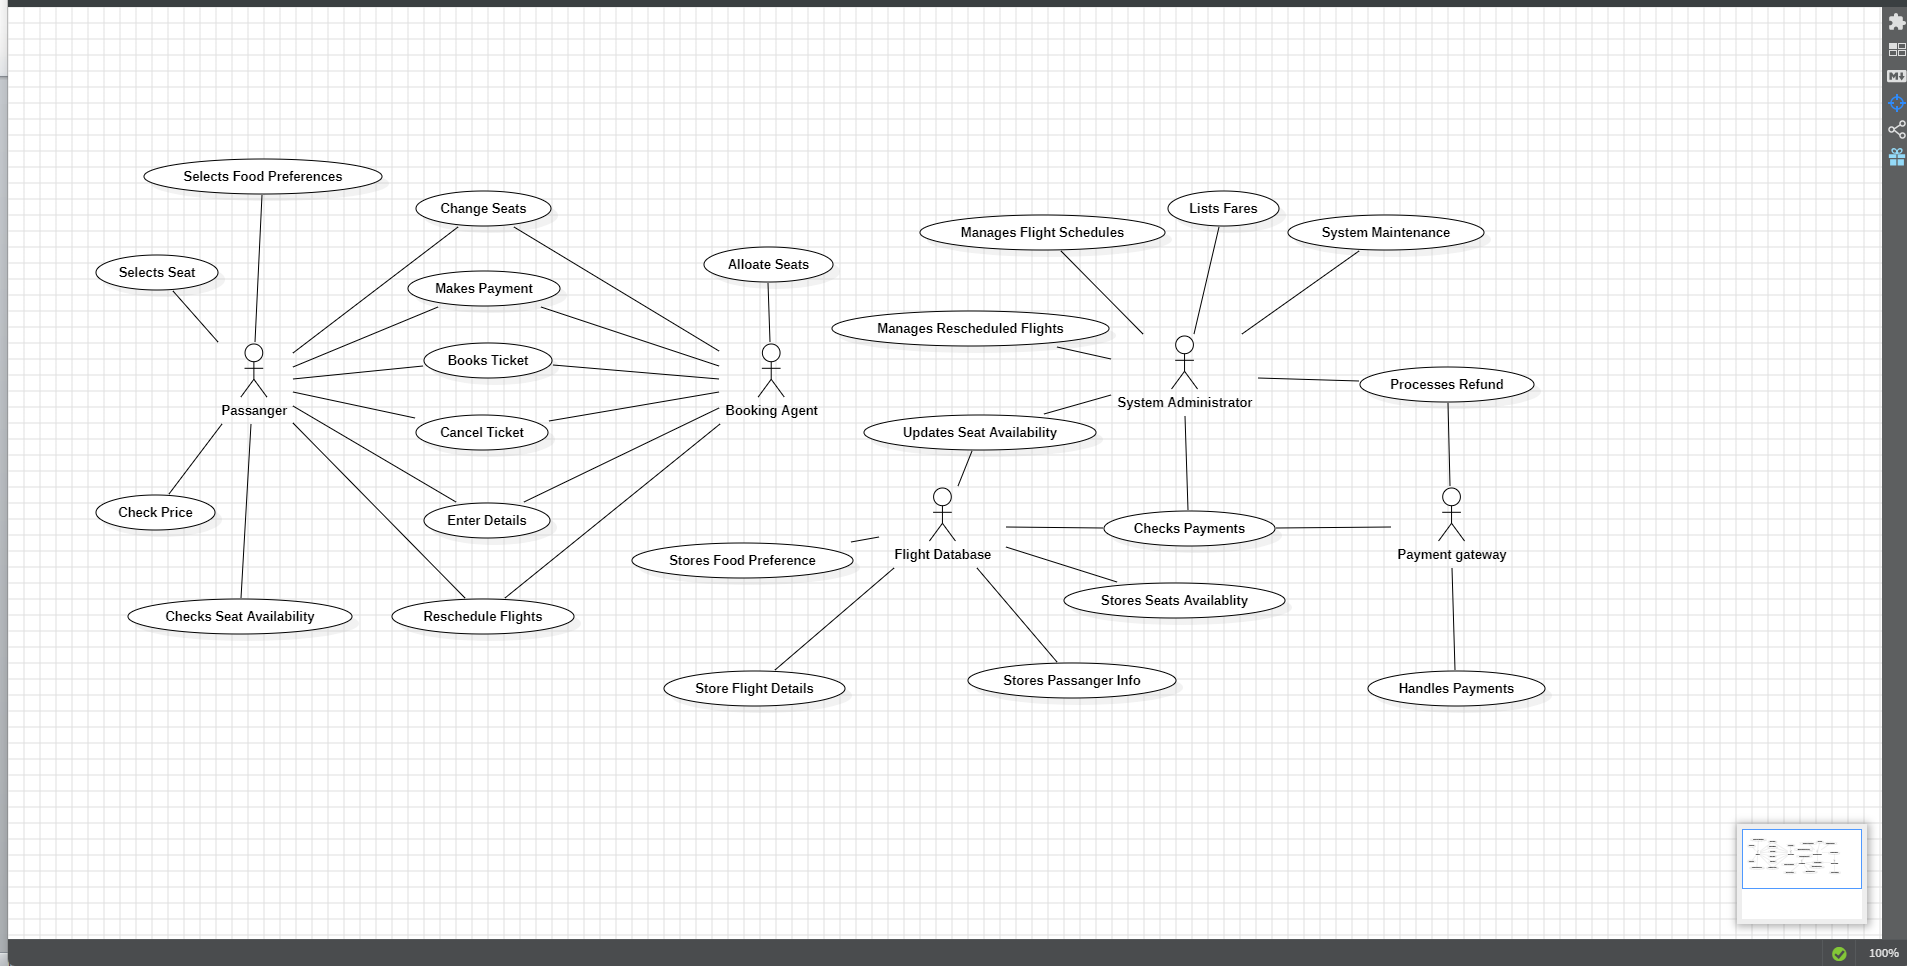 Selects Food Preferences
Change Seats
Lists Fares
Manages Flight Schedules
System Maintenance
Selects Seat
Alloate Seats
Makes Payment
Manages Rescheduled Flights
Books Ticket
Processes Refund
Passanger
Booking Agent
System Administrator
Cancel Ticket
Updates Seat Availability
Check Price
Enter Details
Checks Payments
Flight Database
Payment gateway
Stores Food Preference
Stores Seats Availablity
Checks Seat Availability
Reschedule Flights
Store Flight Details
Stores Passanger Info
Handles Payments
M
100%